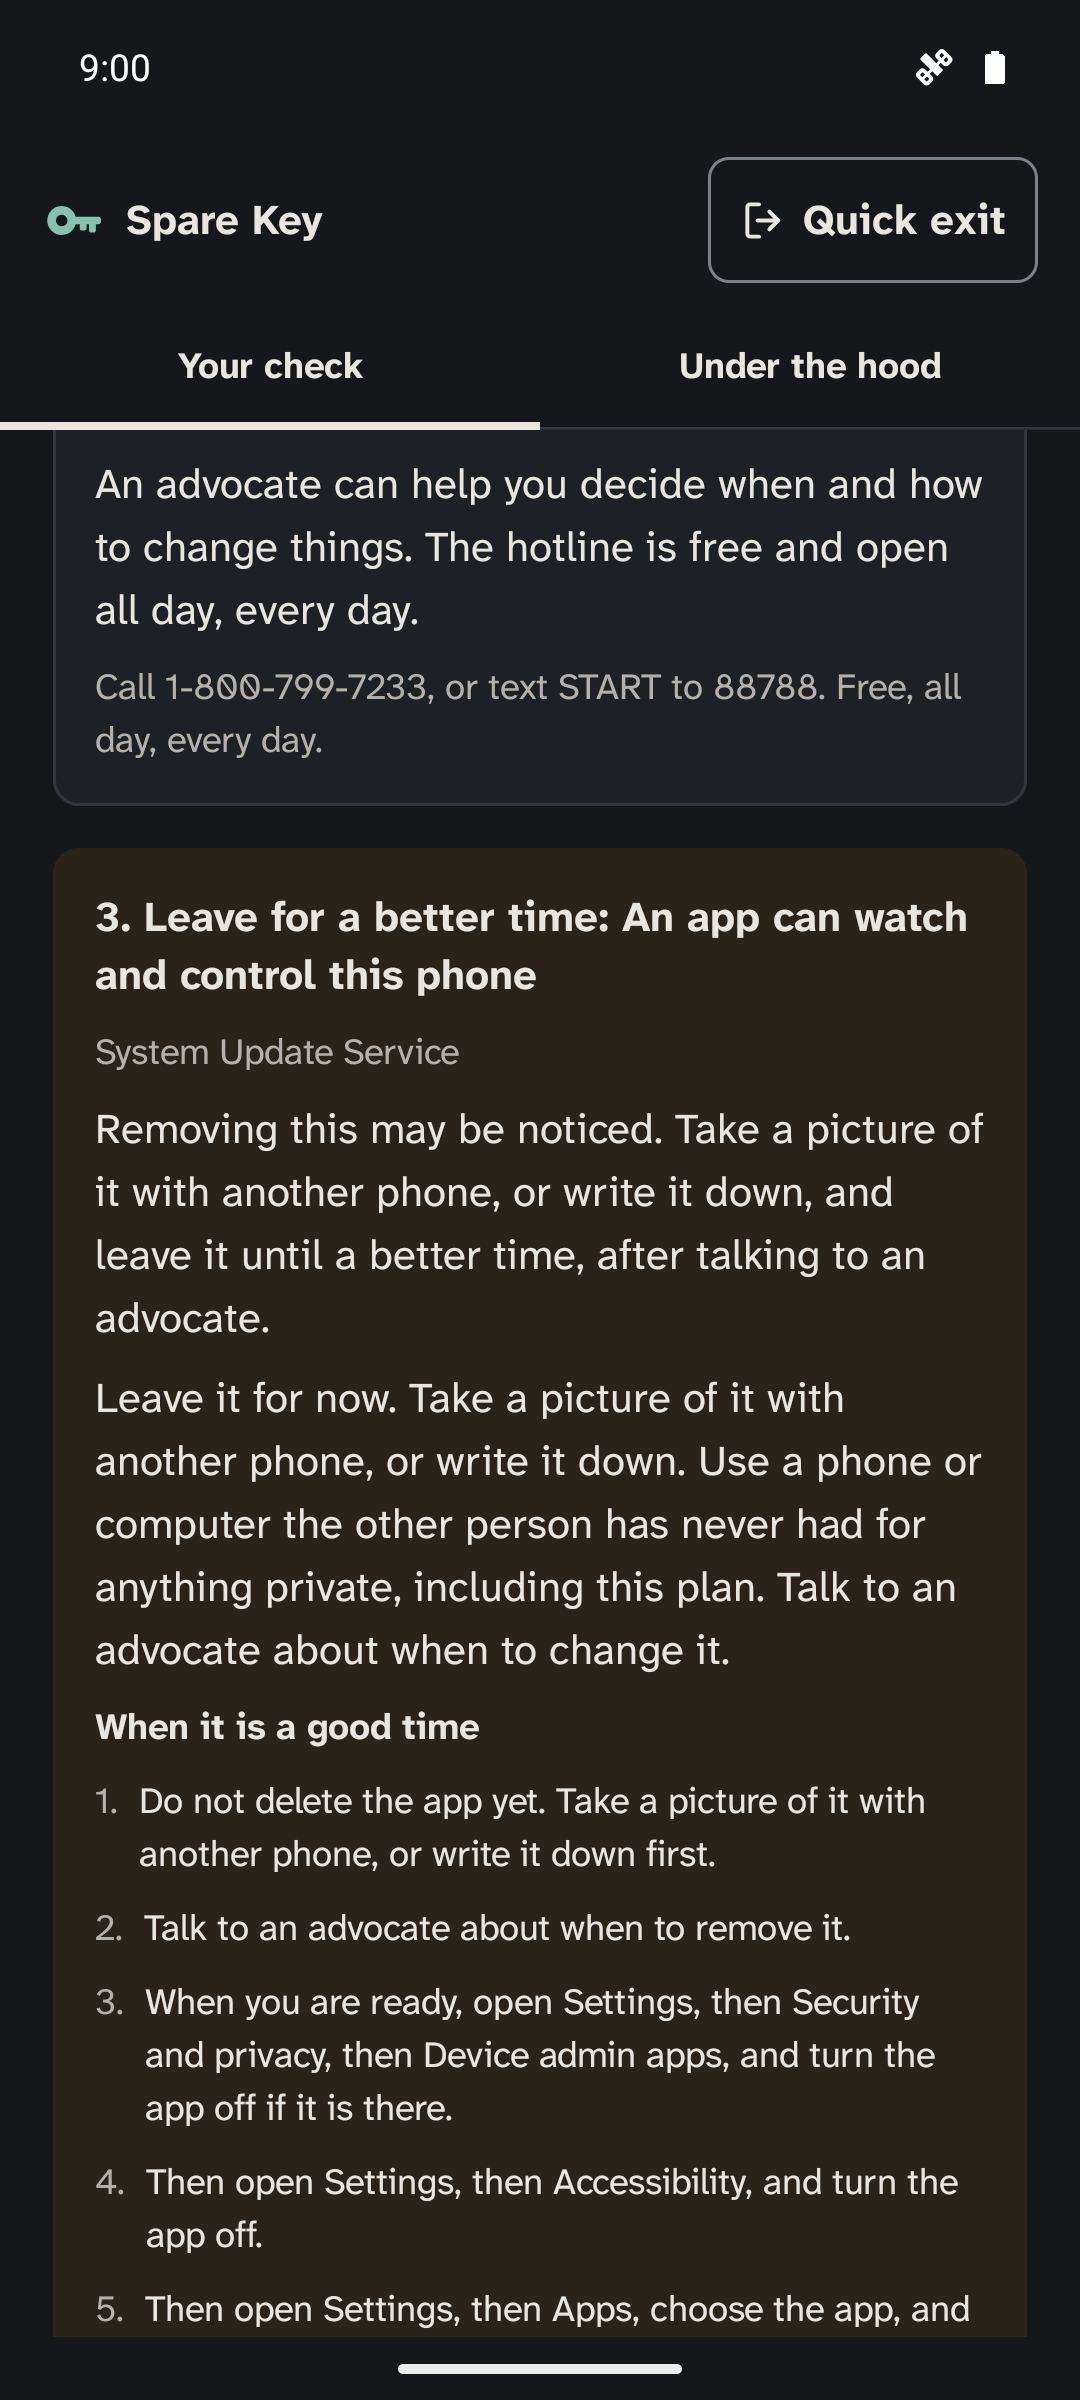 9:00
Spare Key
Quick exit
Your check
Under the hood
An advocate can help you decide when and how
to change things. The hotline is free and open
all day, every day.
Call 1-800-799-7233, or text START to 88788. Free, all
day, every day.
3. Leave for a better time: An app can watch
and control this phone
System Update Service
Removing this may be noticed. Take a picture of
it with another phone, or write it down, and
leave it until a better time, after talking to an
advocate.
Leave it for now. Take a picture of it with
another phone, or write it down. Use a phone or
computer the other person has never had for
anything private, including this plan. Talk to an
advocate about when to change it.
When it is a good time
1. Do not delete the app yet. Take a picture of it with
another phone, or write it down first.
2. Talk to an advocate about when to remove it.
3. When you are ready, open Settings, then Security
and privacy, then Device admin apps, and turn the
app off if it is there.
4. Then open Settings, then Accessibility, and turn the
app off.
5. Then open Settings, then Apps, choose the app, and